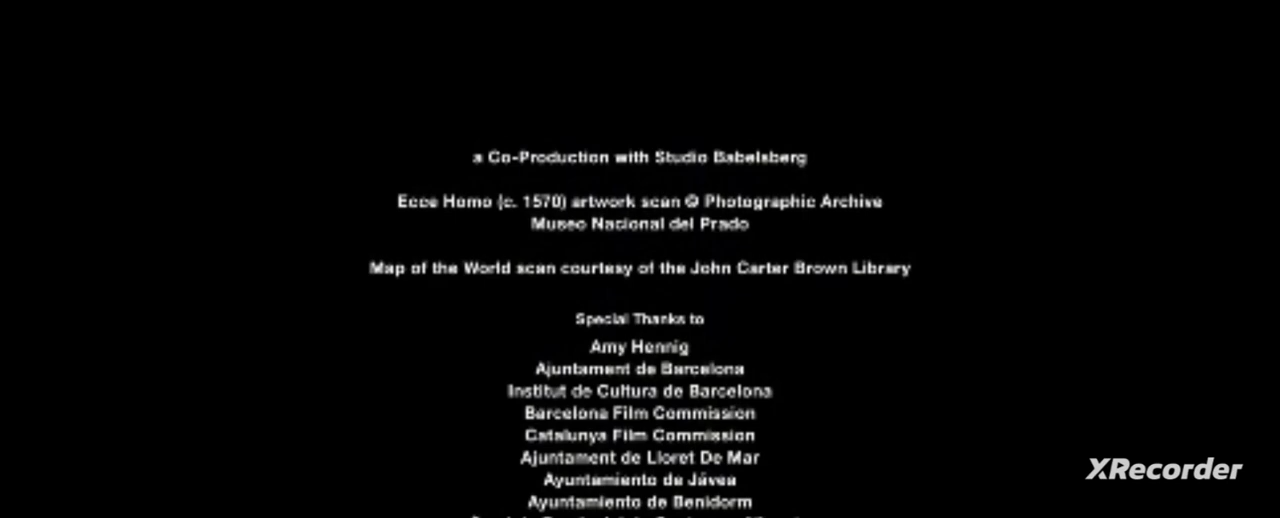 a Co-Production with Studio Babelsberg
Ecce Homo (c. 1570) artwork scan © Photographic Archive
Museo Nacional del Prado
Map of the World scan courtesy of the John Carter Brown Library
Special Thanks to
Amy Hennig
Ajuntament de Barcelona
Institut de Cultura de Barcelona
Barcelona Film Commission
Catalunya Film Commission
Ajuntament de Lloret De Mar
Ayuntamiento de Jávea
Ayuntamiento de Benidorm
XRecorder